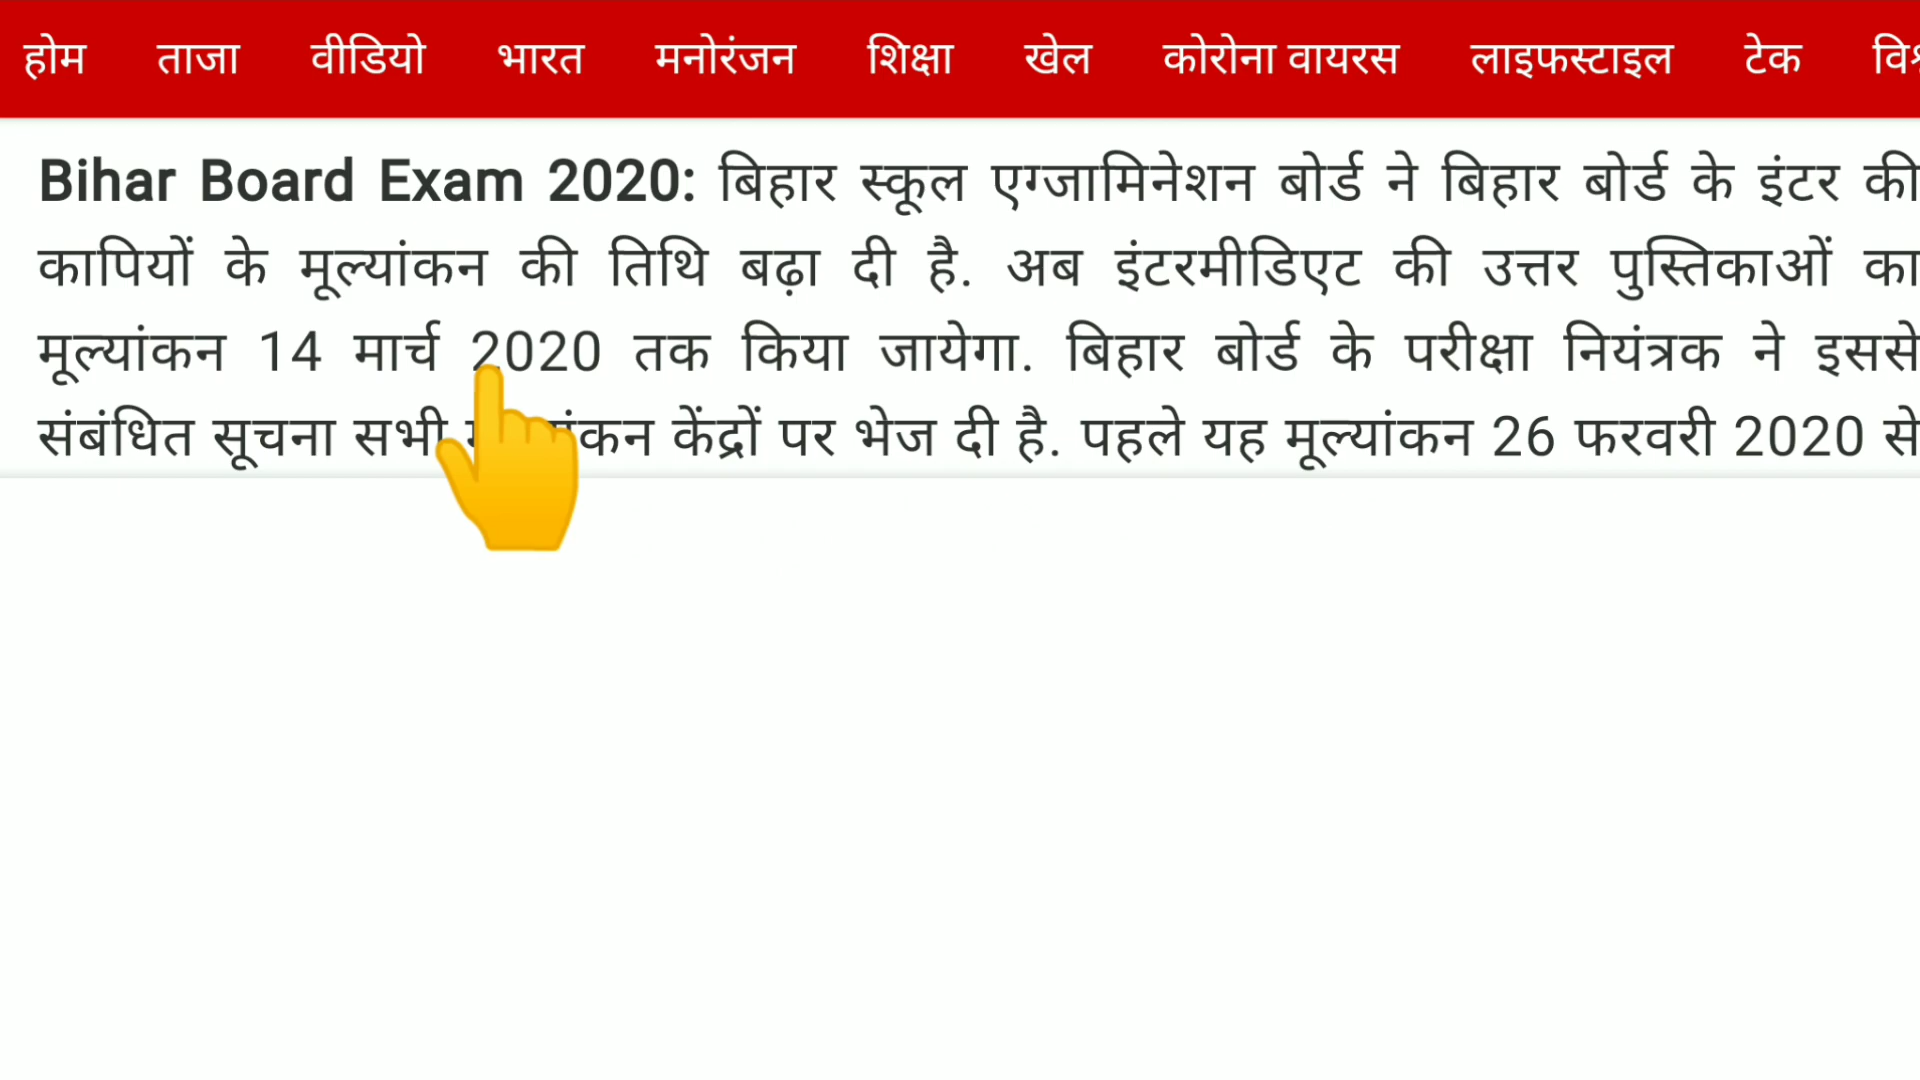 होम ताजा वीडियो भारत मनोरंजन शिक्षा खेल कोरोना वायरस लाइफस्टाइल टेक
Bihar Board Exam 2020: बिहार स्कूल एग्जामिनेशन बोर्ड ने बिहार बोर्ड के इंटर की
कापियों के मूल्यांकन की तिथि बढ़ा दी है. अब इंटरमीडिएट की उत्तर पुस्तिकाओं का
मूल्यांकन 14 मार्च 2020 तक किया जायेगा. बिहार बोर्ड के परीक्षा नियंत्रक ने इससे
संबंधित सूचना सभी केंद्रों पर भेज दी है. पहले यह मूल्यांकन 26 फरवरी 2020 से